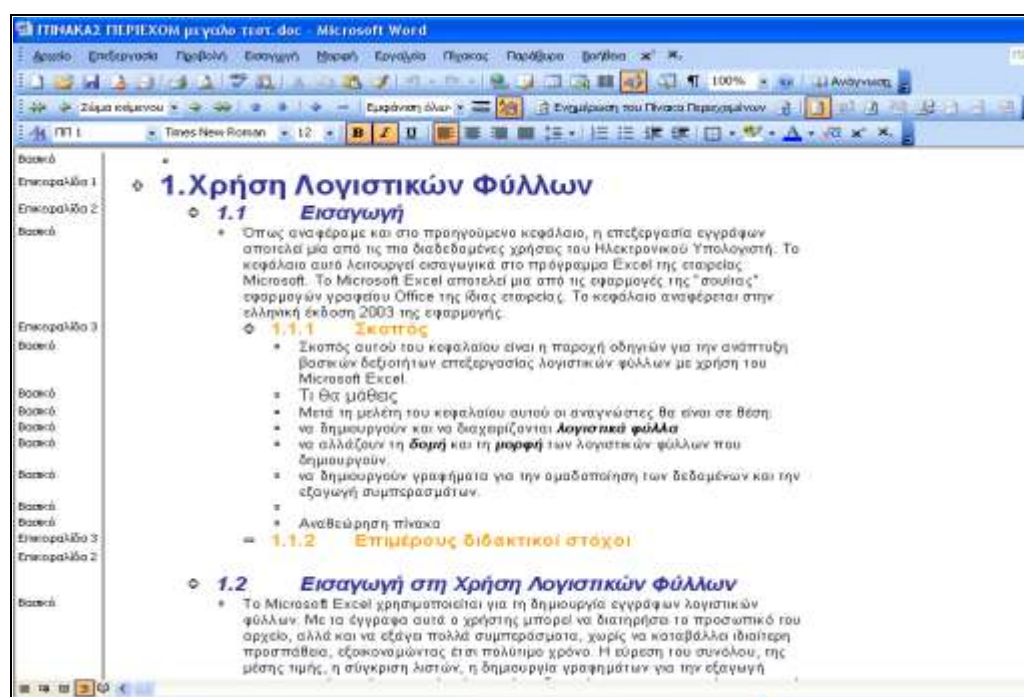 ΠΙΝΑΚΑΣ ΠΕΡΙΕΧΟΜ μεγαλο τεστ.doc - Microsoft Word
Αρχείο Επεξεργασία Προβολή Εισαγωγή Μορφή Εργαλεία Πίνακας Παράθυρο Βοήθεια
100% Ανάγνωση
Σώμα κειμένου Εμφάνιση όλων Ενημέρωση του Πίνακα Περιεχομένων
ΠΠ 1 Times New Roman 12 B I U
Βασικό
Επικεφαλίδα 1 1.Χρήση Λογιστικών Φύλλων
Επικεφαλίδα 2 1.1 Εισαγωγή
Βασικό Όπως αναφέραμε και στο προηγούμενο κεφάλαιο, η επεξεργασία εγγράφων
αποτελεί μία από τις πιο διαδεδομένες χρήσεις του Ηλεκτρονικού Υπολογιστή. Το
κεφάλαιο αυτό λειτουργεί εισαγωγικά στο πρόγραμμα Excel της εταιρείας
Microsoft. Το Microsoft Excel αποτελεί μια από τις εφαρμογές της "σουίτας"
εφαρμογών γραφείου Office της ίδιας εταιρείας. Το κεφάλαιο αναφέρεται στην
ελληνική έκδοση 2003 της εφαρμογής.
Επικεφαλίδα 3 1.1.1 Σκοπός
Βασικό Σκοπός αυτού του κεφαλαίου είναι η παροχή οδηγιών για την ανάπτυξη
βασικών δεξιοτήτων επεξεργασίας λογιστικών φύλλων με χρήση του
Microsoft Excel.
Βασικό Τι θα μάθεις
Βασικό Μετά τη μελέτη του κεφαλαίου αυτού οι αναγνώστες θα είναι σε θέση:
Βασικό να δημιουργούν και να διαχειρίζονται λογιστικά φύλλα
Βασικό να αλλάζουν τη δομή και τη μορφή των λογιστικών φύλλων που
δημιουργούν.
Βασικό να δημιουργούν γραφήματα για την ομαδοποίηση των δεδομένων και την
εξαγωγή συμπερασμάτων.
Βασικό
Βασικό Αναθεώρηση πίνακα
Επικεφαλίδα 3 1.1.2 Επιμέρους διδακτικοί στόχοι
Επικεφαλίδα 2
1.2 Εισαγωγή στη Χρήση Λογιστικών Φύλλων
Βασικό Το Microsoft Excel χρησιμοποιείται για τη δημιουργία εγγράφων λογιστικών
φύλλων. Με τα έγγραφα αυτά ο χρήστης μπορεί να διατηρήσει το προσωπικό του
αρχείο, αλλά και να εξάγει πολλά συμπεράσματα, χωρίς να καταβάλλει ιδιαίτερη
προσπάθεια, εξοικονομώντας έτσι πολύτιμο χρόνο. Η εύρεση του συνόλου, της
μέσης τιμής, η σύγκριση λιστών, η δημιουργία γραφημάτων για την εξαγωγή